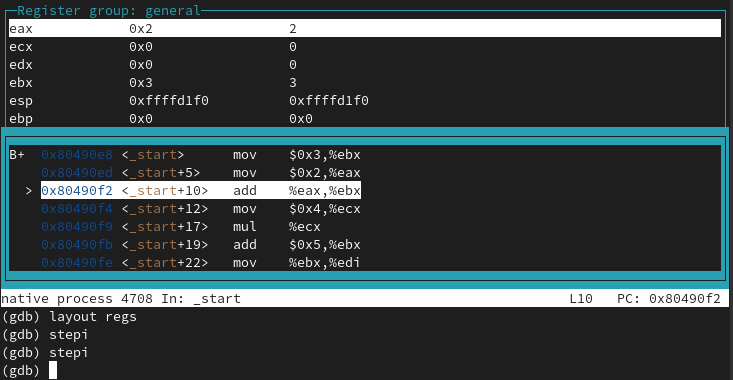 Register group: general
eax 0x2 2
ecx 0x0 0
edx 0x0 0
ebx 0x3 3
esp 0xffffd1f0 0xffffd1f0
ebp 0x0 0x0
B+ 0x80490e8 <_start> mov $0x3,%ebx
0x80490ed <_start+5> mov $0x2,%eax
> 0x80490f2 <_start+10> add %eax,%ebx
0x80490f4 <_start+12> mov $0x4,%ecx
0x80490f9 <_start+17> mul %ecx
0x80490fb <_start+19> add $0x5,%ebx
0x80490fe <_start+22> mov %ebx,%edi
native process 4708 In: _start L10 PC: 0x80490f2
(gdb) layout regs
(gdb) stepi
(gdb) stepi
(gdb)